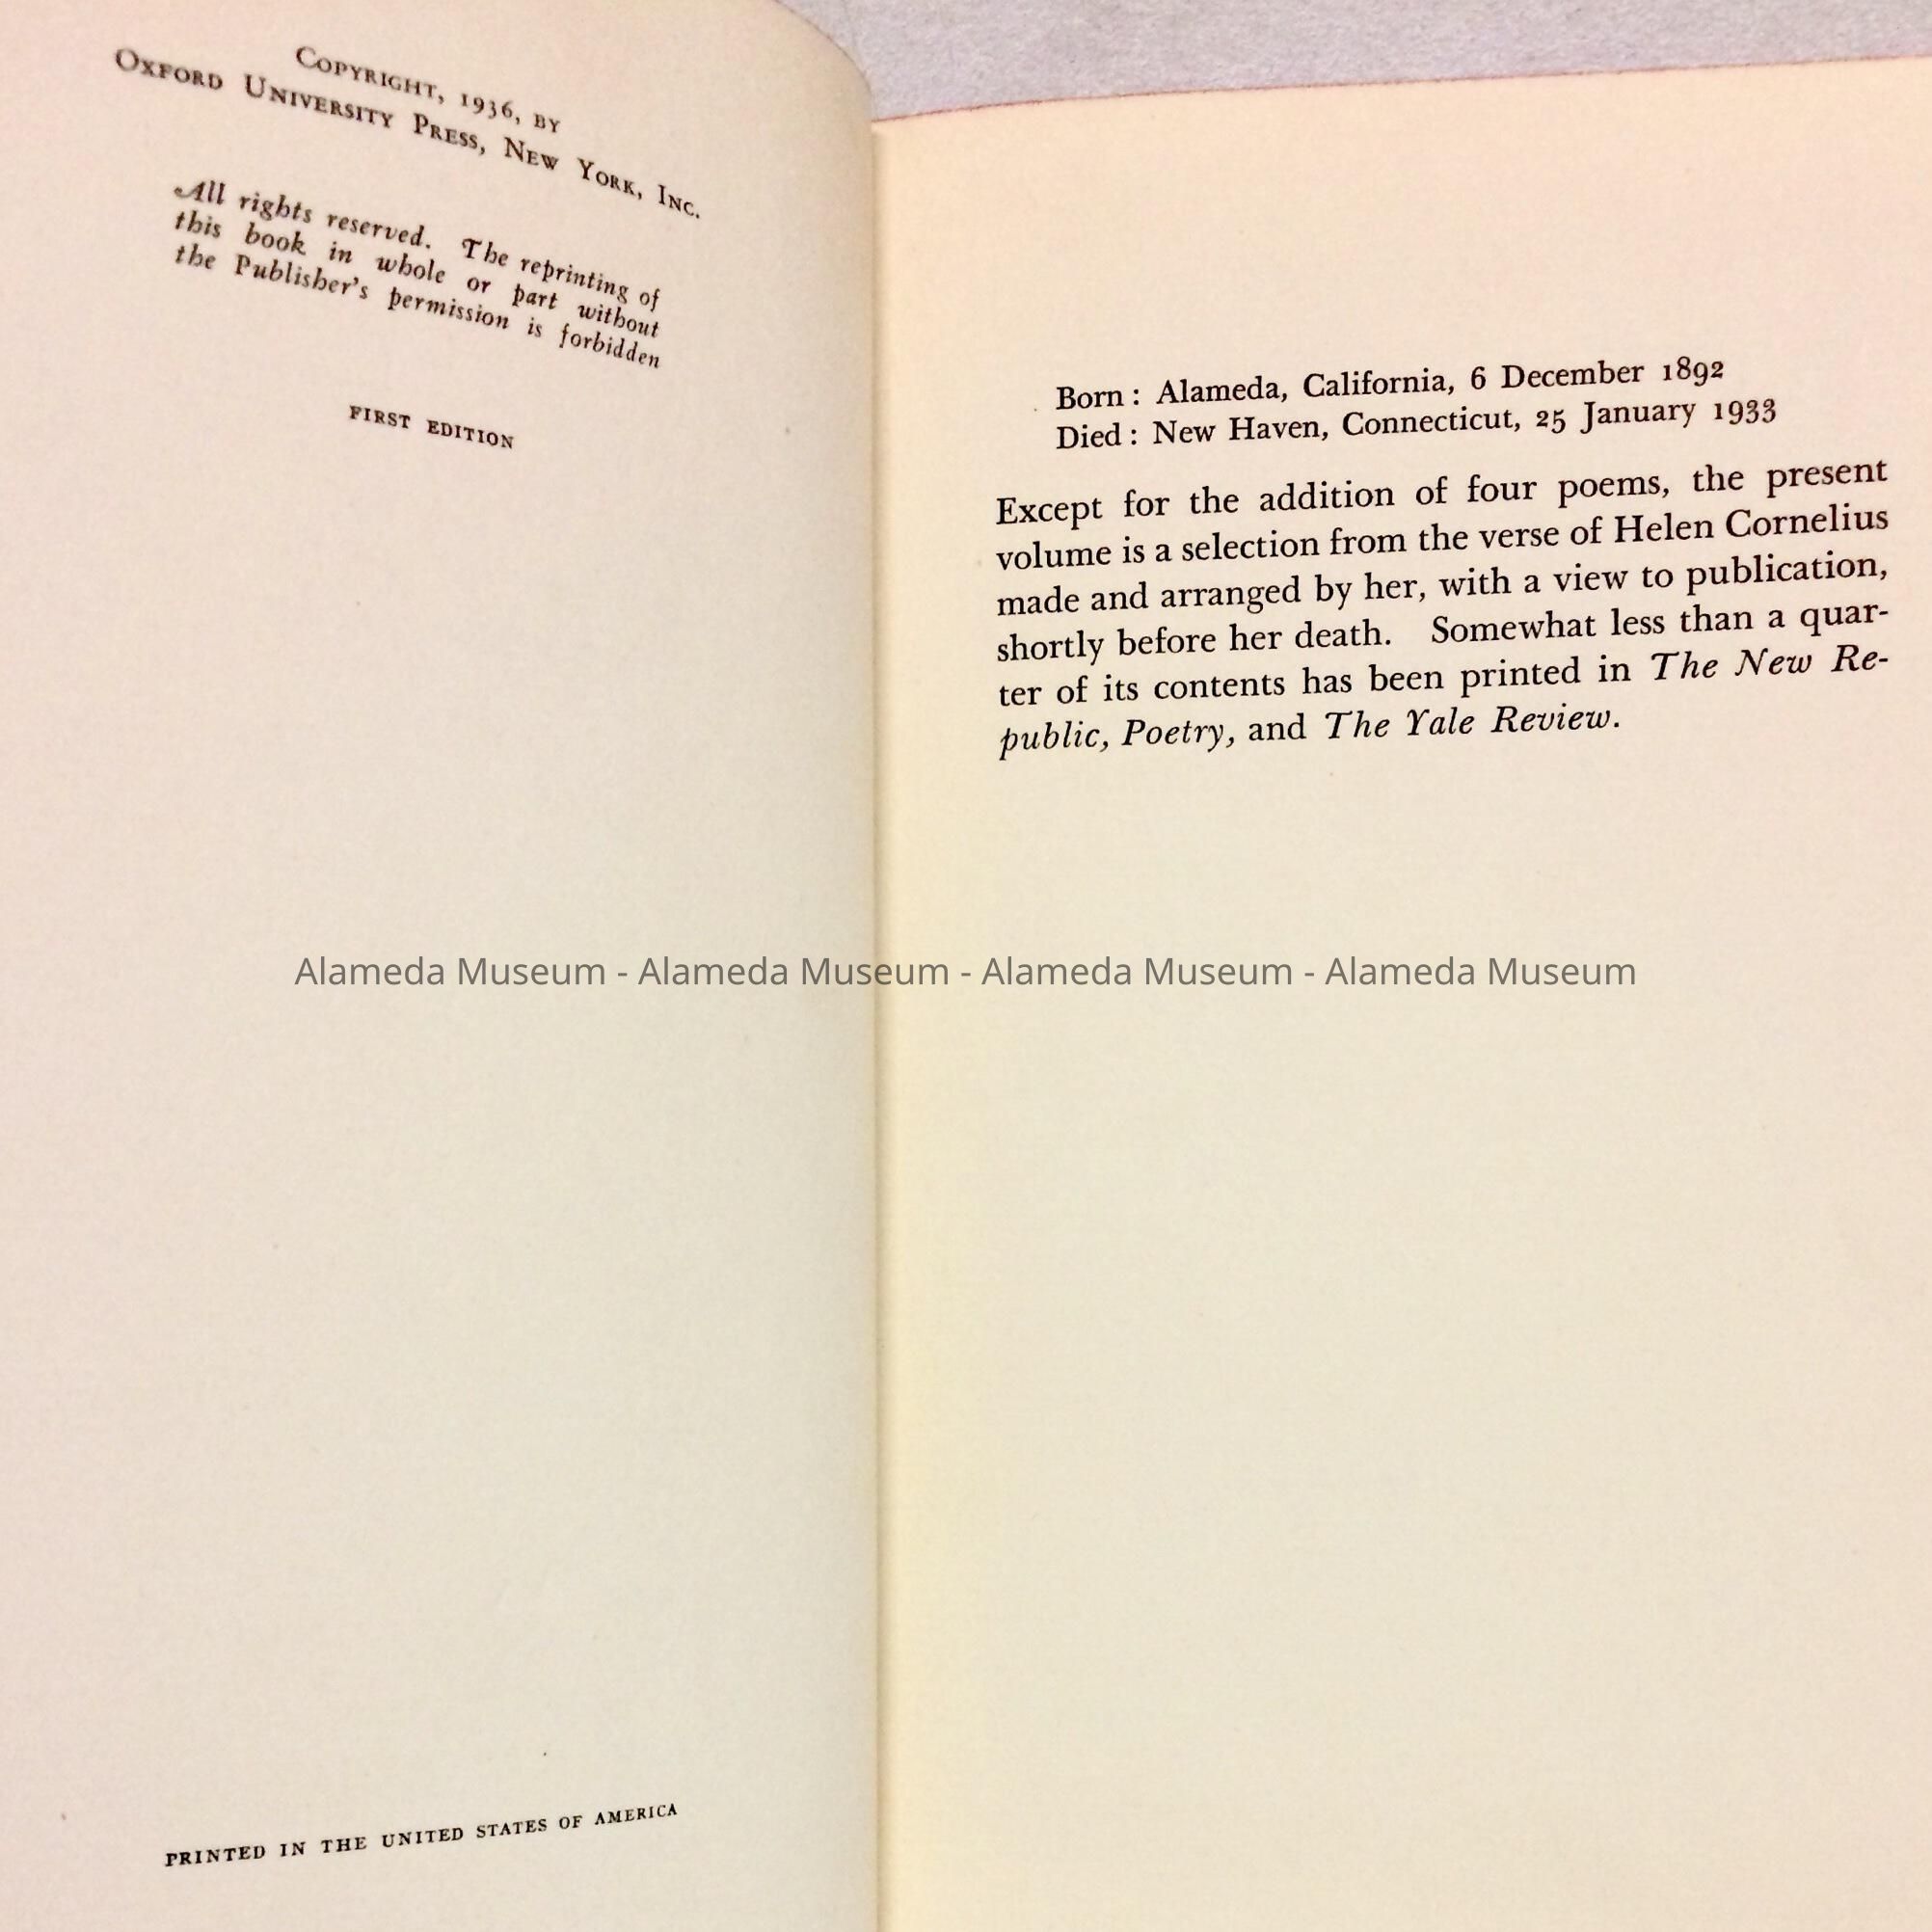 Copyright, 1936, by
Oxford University Press, New York, Inc.
All rights reserved. The reprinting of
this book in whole or part without
the Publisher's permission is forbidden
FIRST EDITION
PRINTED IN THE UNITED STATES OF AMERICA
Born: Alameda, California, 6 December 1892
Died: New Haven, Connecticut, 25 January 1933
Except for the addition of four poems, the present
volume is a selection from the verse of Helen Cornelius
made and arranged by her, with a view to publication,
shortly before her death. Somewhat less than a quar-
ter of its contents has been printed in The New Re-
public, Poetry, and The Yale Review.
Alameda Museum - Alameda Museum - Alameda Museum - Alameda Museum